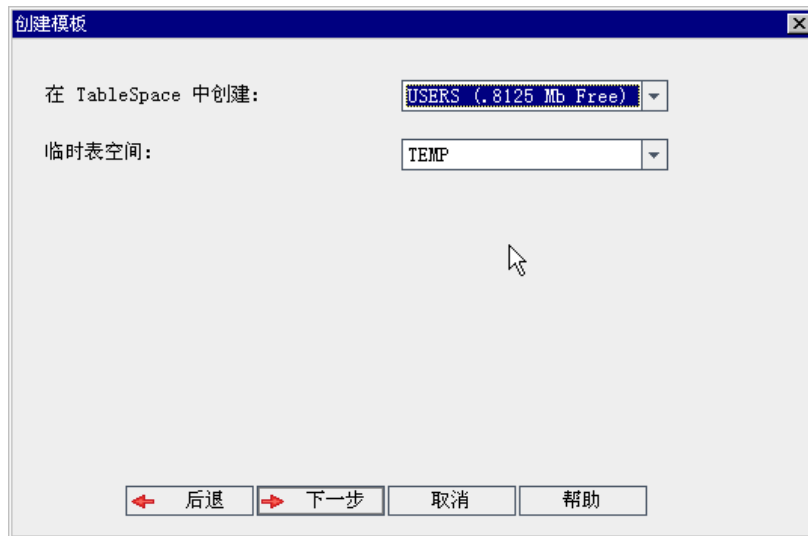 创建模板
在 TableSpace 中创建: USERS (.8125 Mb Free)
临时表空间: TEMP
后退 下一步 取消 帮助